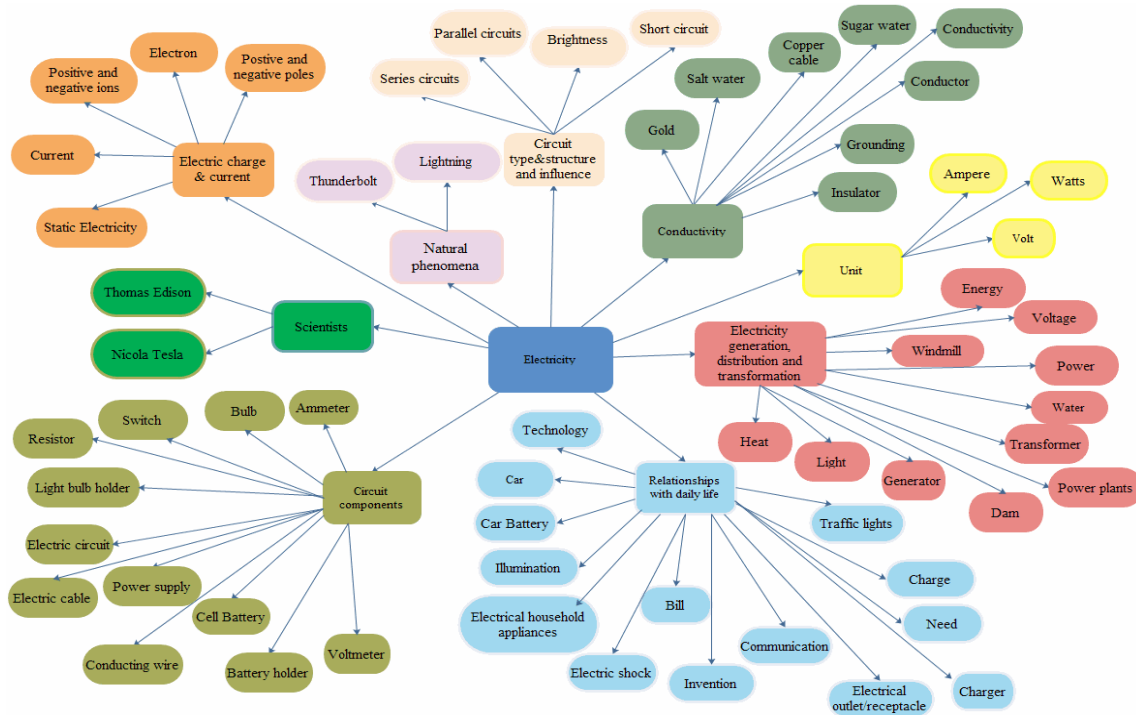 Positive and
negative ions
Electron
Postive and
negative poles
Current
Static Electricity
Electric charge
& current
Parallel circuits
Brightness
Short circuit
Series circuits
Circuit
type&structure
and influence
Thunderbolt
Lightning
Natural
phenomena
Sugar water
Conductivity
Copper
cable
Salt water
Conductor
Gold
Grounding
Insulator
Conductivity
Ampere
Watts
Volt
Unit
Thomas Edison
Nicola Tesla
Scientists
Electricity
Electricity
generation,
distribution and
transformation
Energy
Voltage
Windmill
Power
Water
Transformer
Power plants
Dam
Generator
Light
Heat
Resistor
Switch
Bulb
Ammeter
Light bulb holder
Circuit
components
Electric circuit
Electric cable
Power supply
Cell Battery
Conducting wire
Battery holder
Voltmeter
Technology
Car
Relationships
with daily life
Car Battery
Traffic lights
Illumination
Charge
Electrical household
appliances
Bill
Need
Communication
Electric shock
Invention
Electrical
outlet/receptacle
Charger